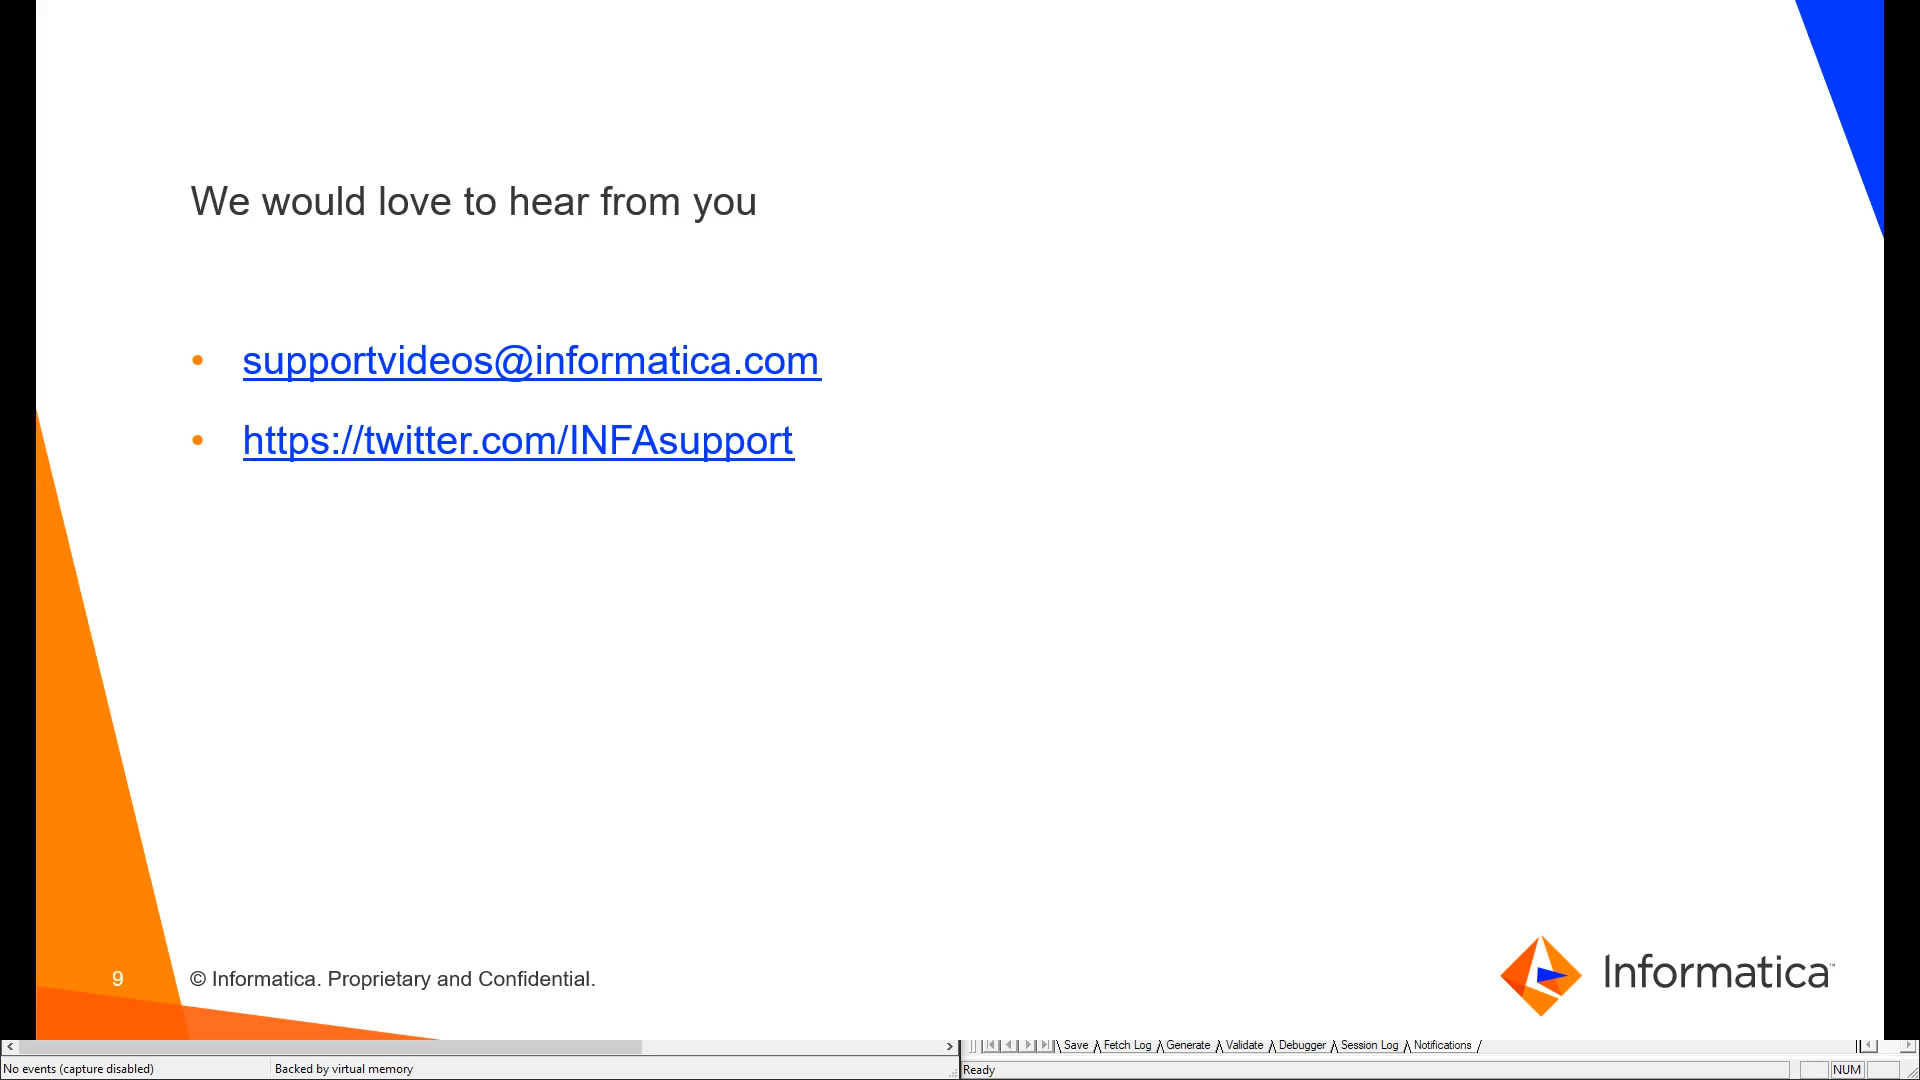 We would love to hear from you
• supportvideos@informatica.com
• https://twitter.com/INFAsupport
9 © Informatica. Proprietary and Confidential.
Informatica™
Save Fetch Log Generate Validate Debugger Session Log Notifications
No events (capture disabled) Backed by virtual memory Ready NUM